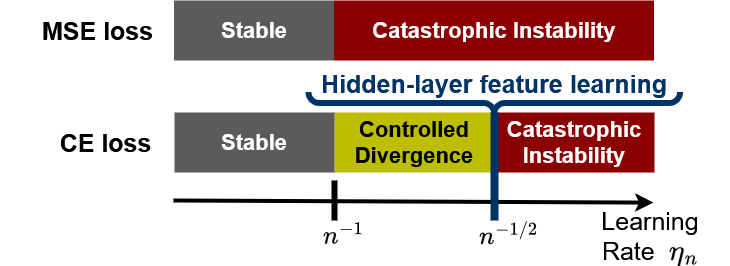 MSE loss
Stable
Catastrophic Instability
Hidden-layer feature learning
CE loss
Stable
Controlled
Divergence
Catastrophic
Instability
n⁻¹
n⁻¹/²
Learning
Rate ηₙ